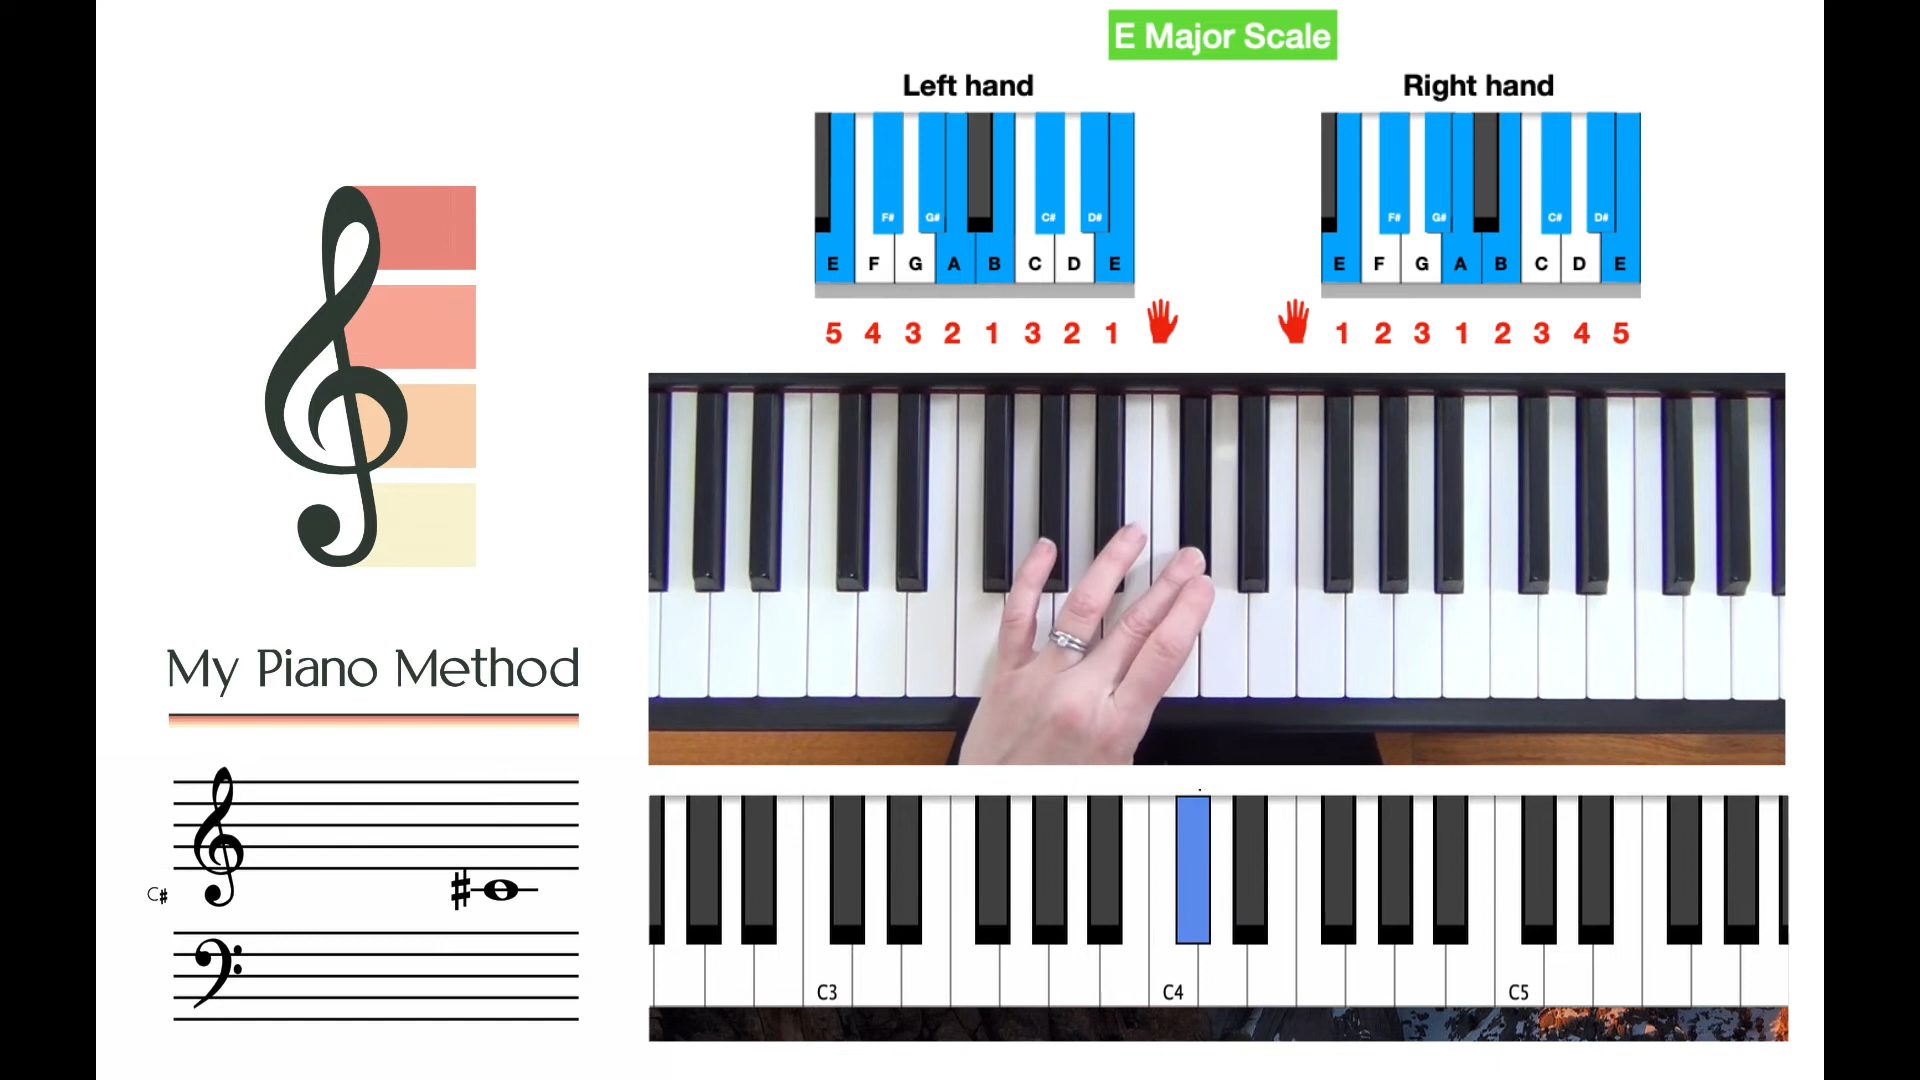 E Major Scale
Left hand
Right hand
F# G# C# D#
E F G A B C D E
5 4 3 2 1 3 2 1
F# G# C# D#
E F G A B C D E
1 2 3 1 2 3 4 5
My Piano Method
C#
C3 C4 C5